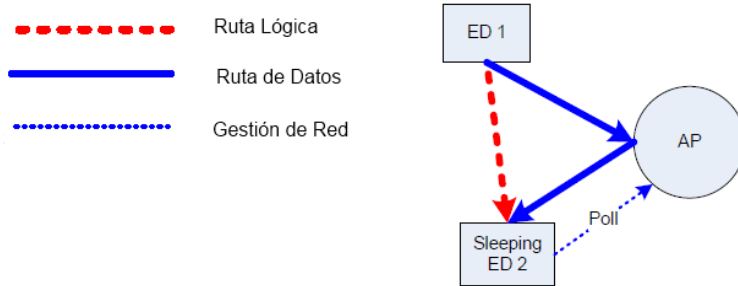 Ruta Lógica
Ruta de Datos
Gestión de Red
ED 1
AP
Poll
Sleeping
ED 2